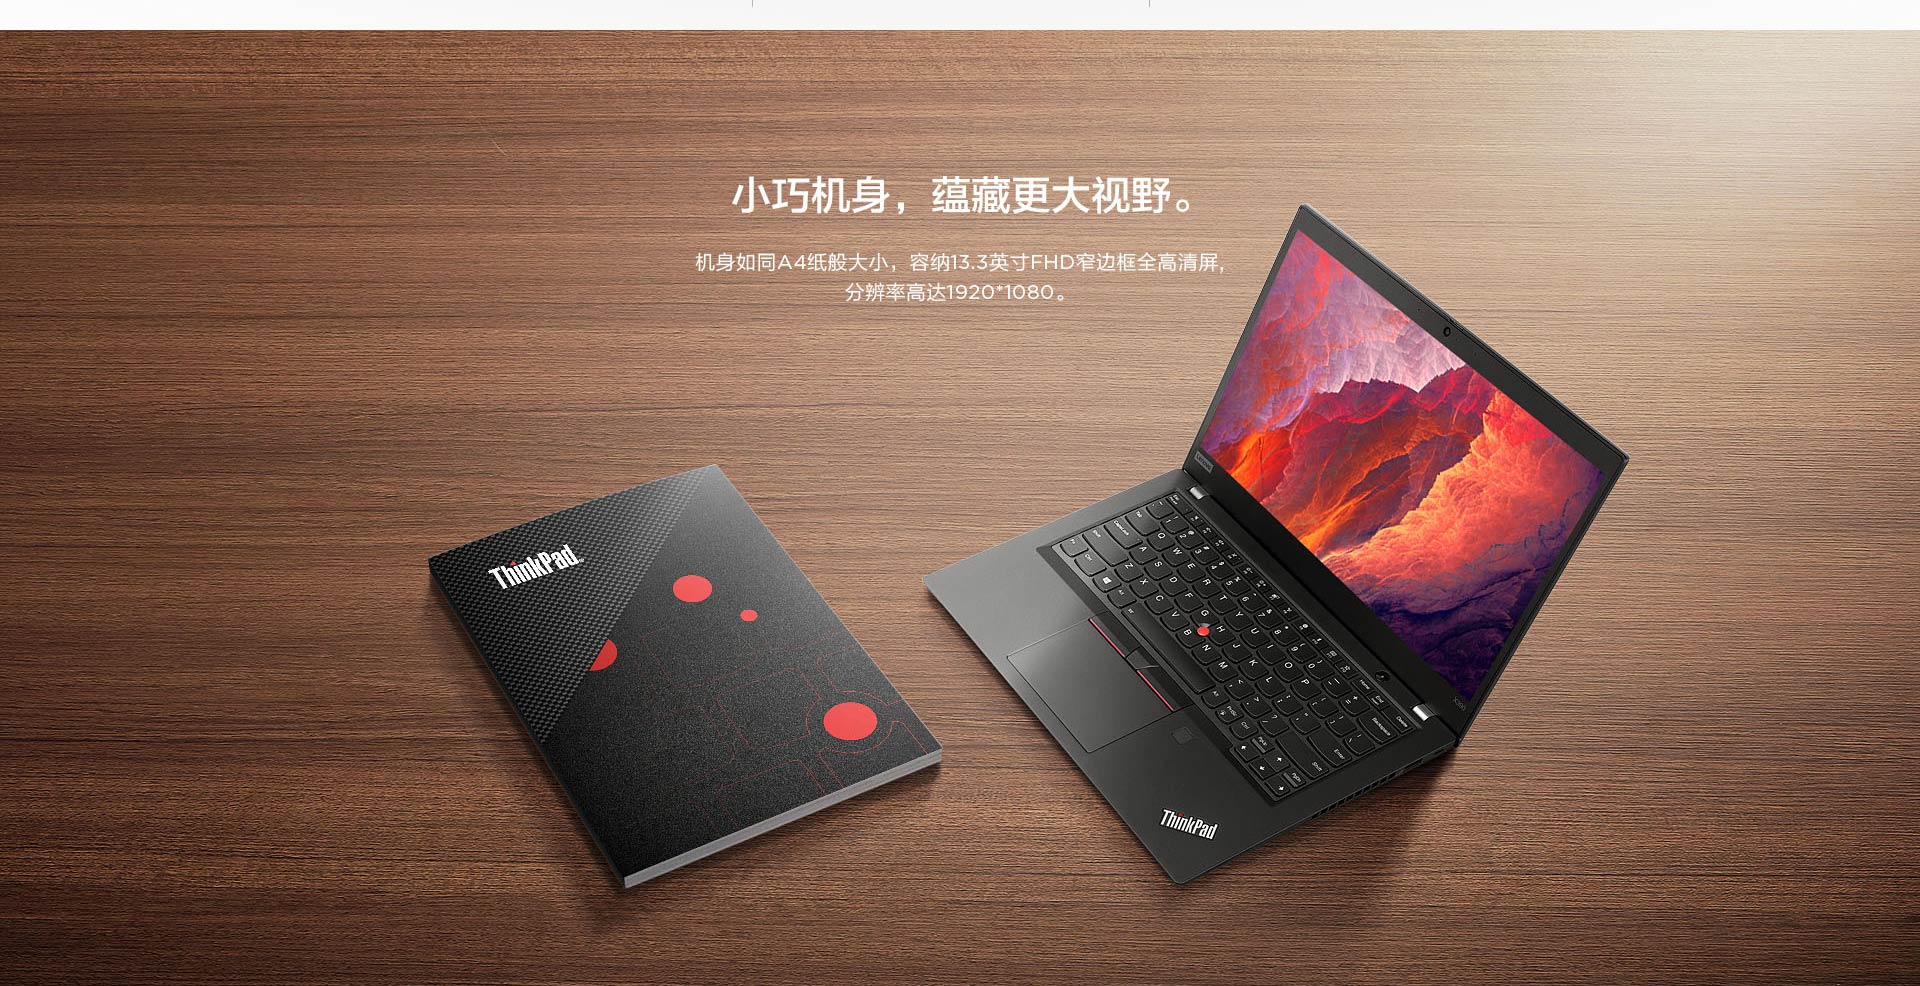 小巧机身，蕴藏更大视野。
机身如同A4纸般大小，容纳13.3英寸FHD窄边框全高清屏，
分辨率高达1920*1080。
ThinkPad
Lenovo
X390
ThinkPad